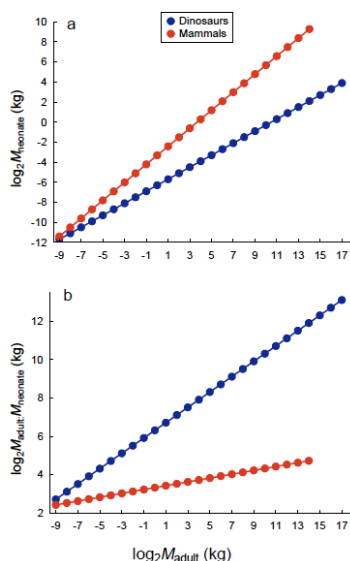 a
Dinosaurs
Mammals
10
8
6
4
2
0
-2
-4
-6
-8
-10
-12
log₂Mneonate (kg)
-9 -7 -5 -3 -1 1 3 5 7 9 11 13 15 17
b
12
10
8
6
4
2
log₂Madult:Mneonate (kg)
-9 -7 -5 -3 -1 1 3 5 7 9 11 13 15 17
log₂Madult (kg)